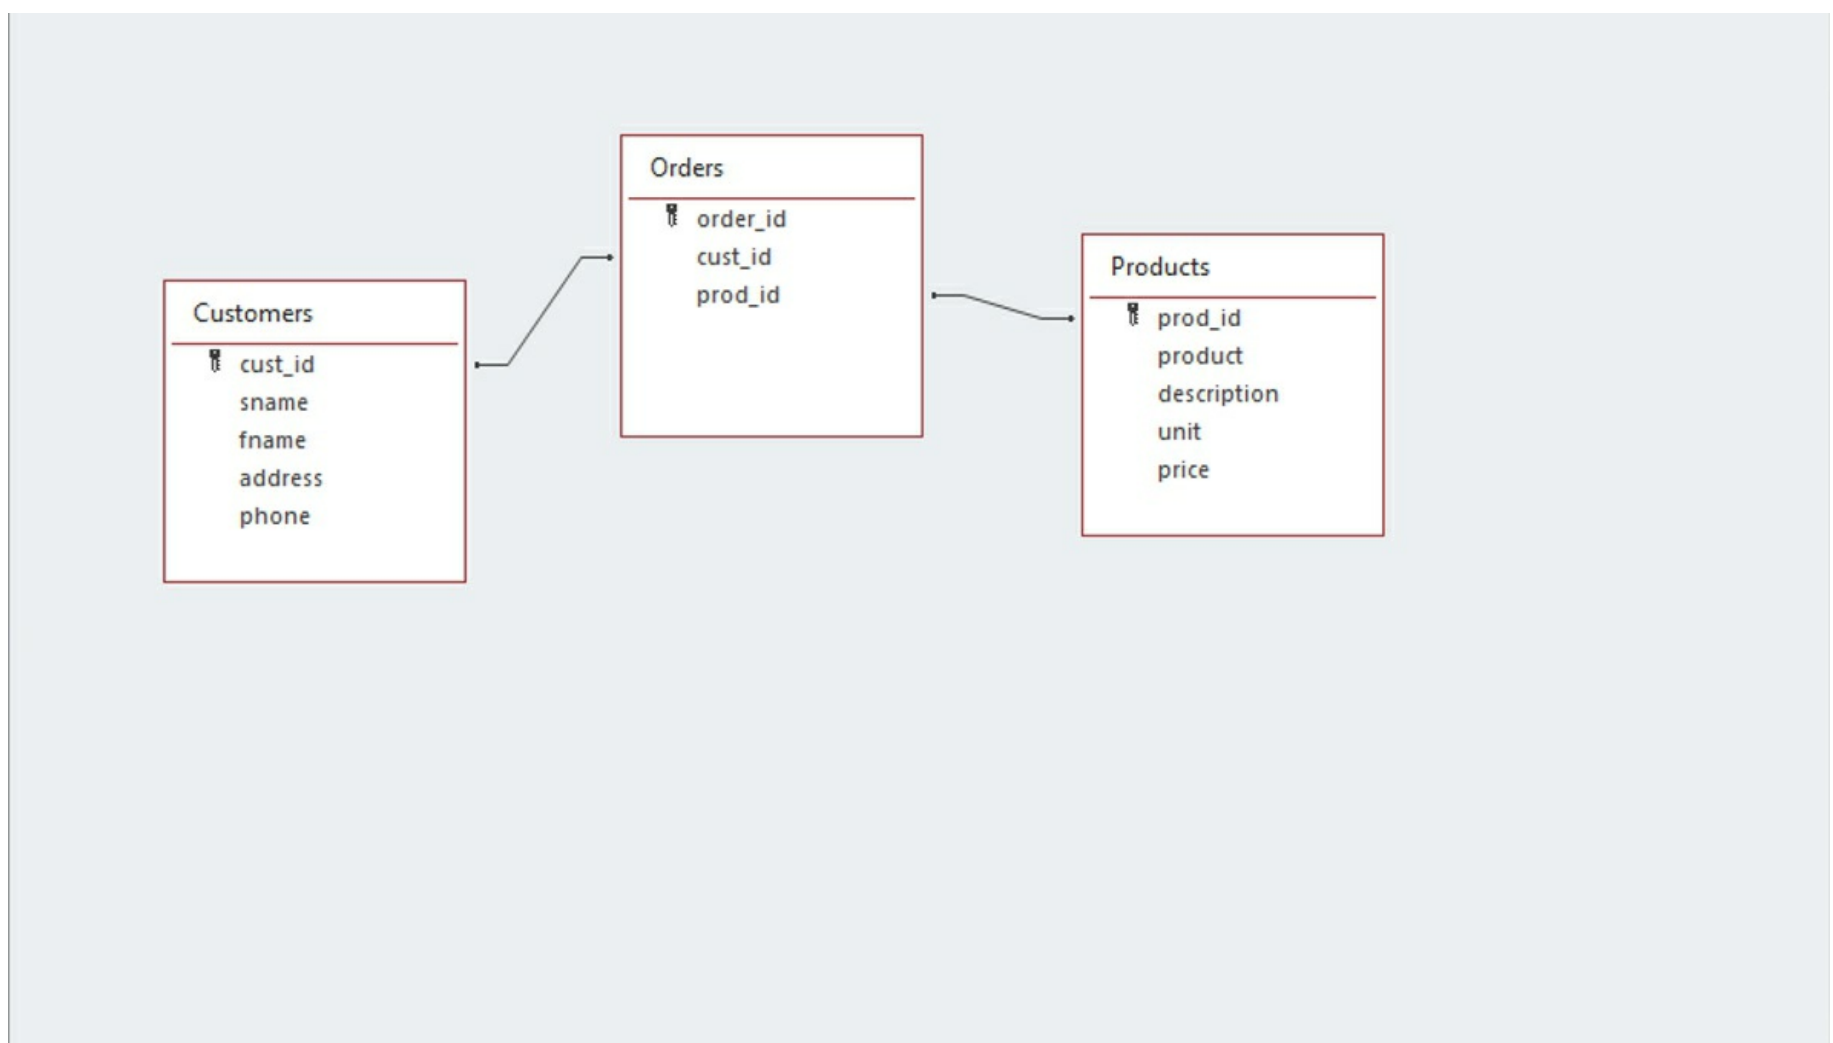 Customers
cust_id
sname
fname
address
phone
Orders
order_id
cust_id
prod_id
Products
prod_id
product
description
unit
price